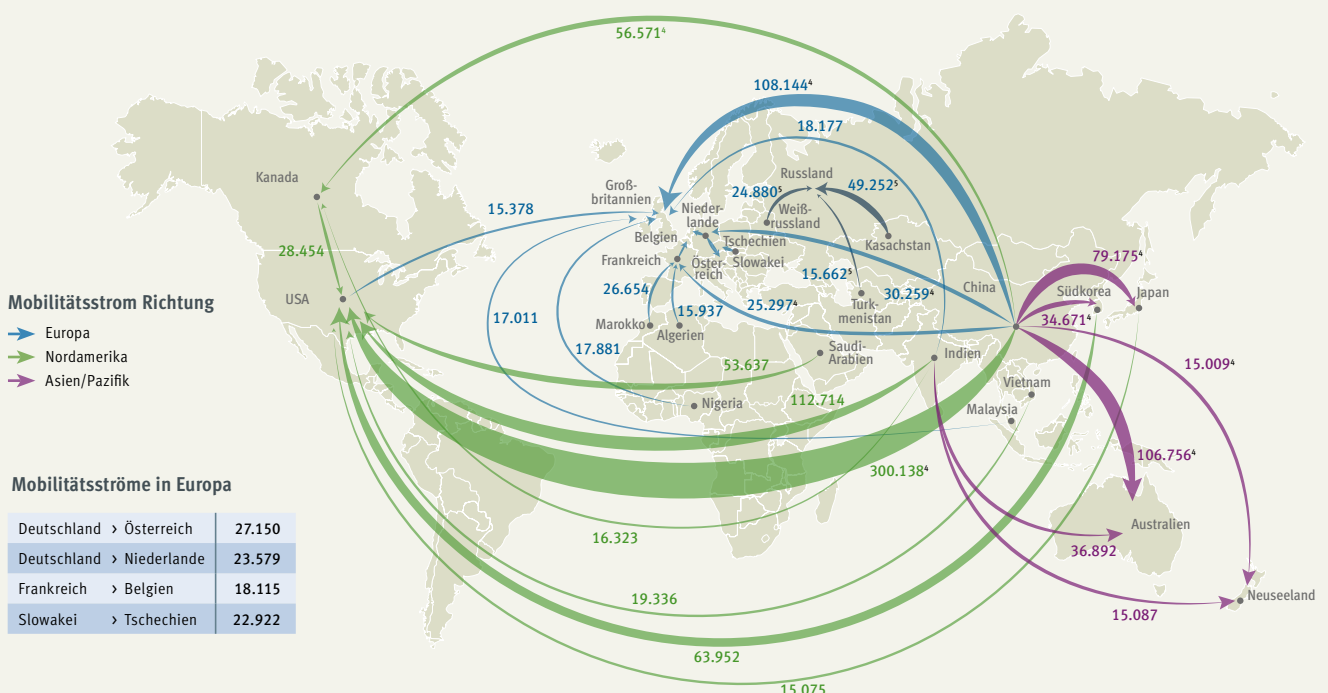 56.571⁴
108.144⁴
18.177
Kanada
Groß-
britannien
15.378
24.880⁵
Russland
49.252⁵
Nieder-
lande
Weiß-
russland
Belgien
Tschechien
Kasachstan
28.454
Frankreich
Öster-
reich
Slowakei
79.175⁴
USA
26.654
15.937
25.297⁴
15.662⁵
30.259⁴
China
Südkorea
Japan
Turk-
menistan
34.671⁴
Mobilitätsstrom Richtung
Europa
Nordamerika
Asien/Pazifik
17.011
Marokko
Algerien
17.881
Saudi-
Arabien
Indien
53.637
15.009⁴
Vietnam
Nigeria
112.714
Malaysia
106.756⁴
300.138⁴
Mobilitätsströme in Europa
Deutschland › Österreich 27.150
Deutschland › Niederlande 23.579
Frankreich › Belgien 18.115
Slowakei › Tschechien 22.922
16.323
Australien
36.892
19.336
Neuseeland
15.087
63.952
15.075